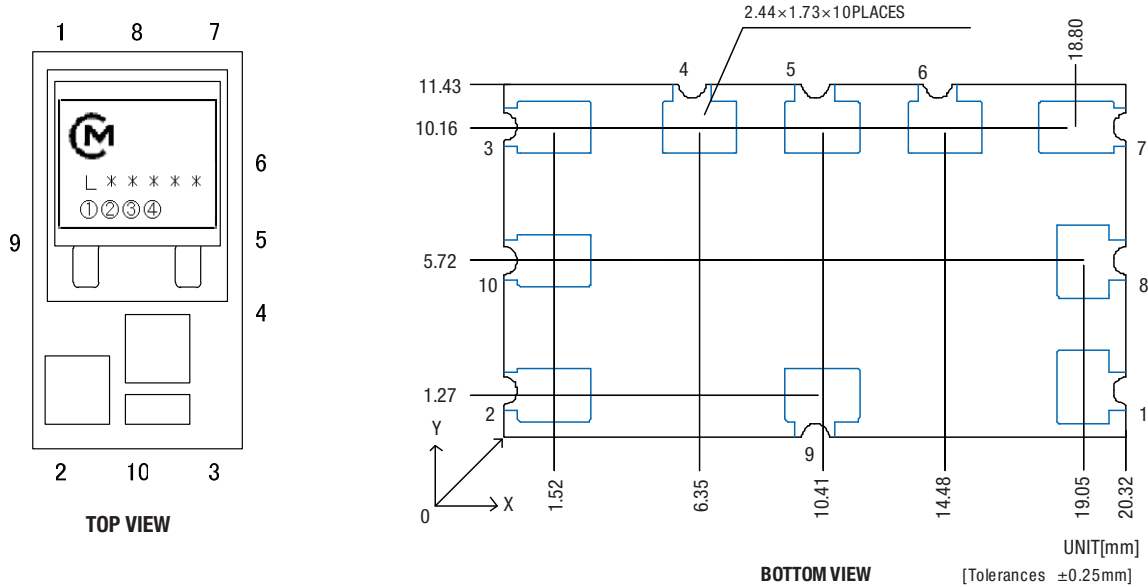 1 8 7
CM
L * * * * *
①②③④
6
9
5
4
2 10 3
TOP VIEW
2.44×1.73×10PLACES
18.80
11.43
4 5 6
10.16
3 7
5.72
10 8
1.27
2 1
Y
9
0 X
1.52 6.35 10.41 14.48 19.05 20.32
UNIT[mm]
BOTTOM VIEW [Tolerances ±0.25mm]